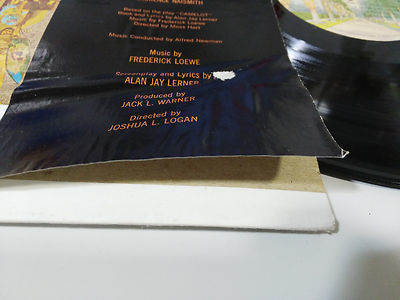 NAISMITH
Based on the play "CAMELOT"
Book and Lyrics by Alan Jay Lerner
Music by Frederick Loewe
Directed by Moss Hart
Music Conducted by Alfred Newman
Music by
FREDERICK LOEWE
Screenplay and Lyrics by
ALAN JAY LERNER
Produced by
JACK L. WARNER
Directed by
JOSHUA L. LOGAN